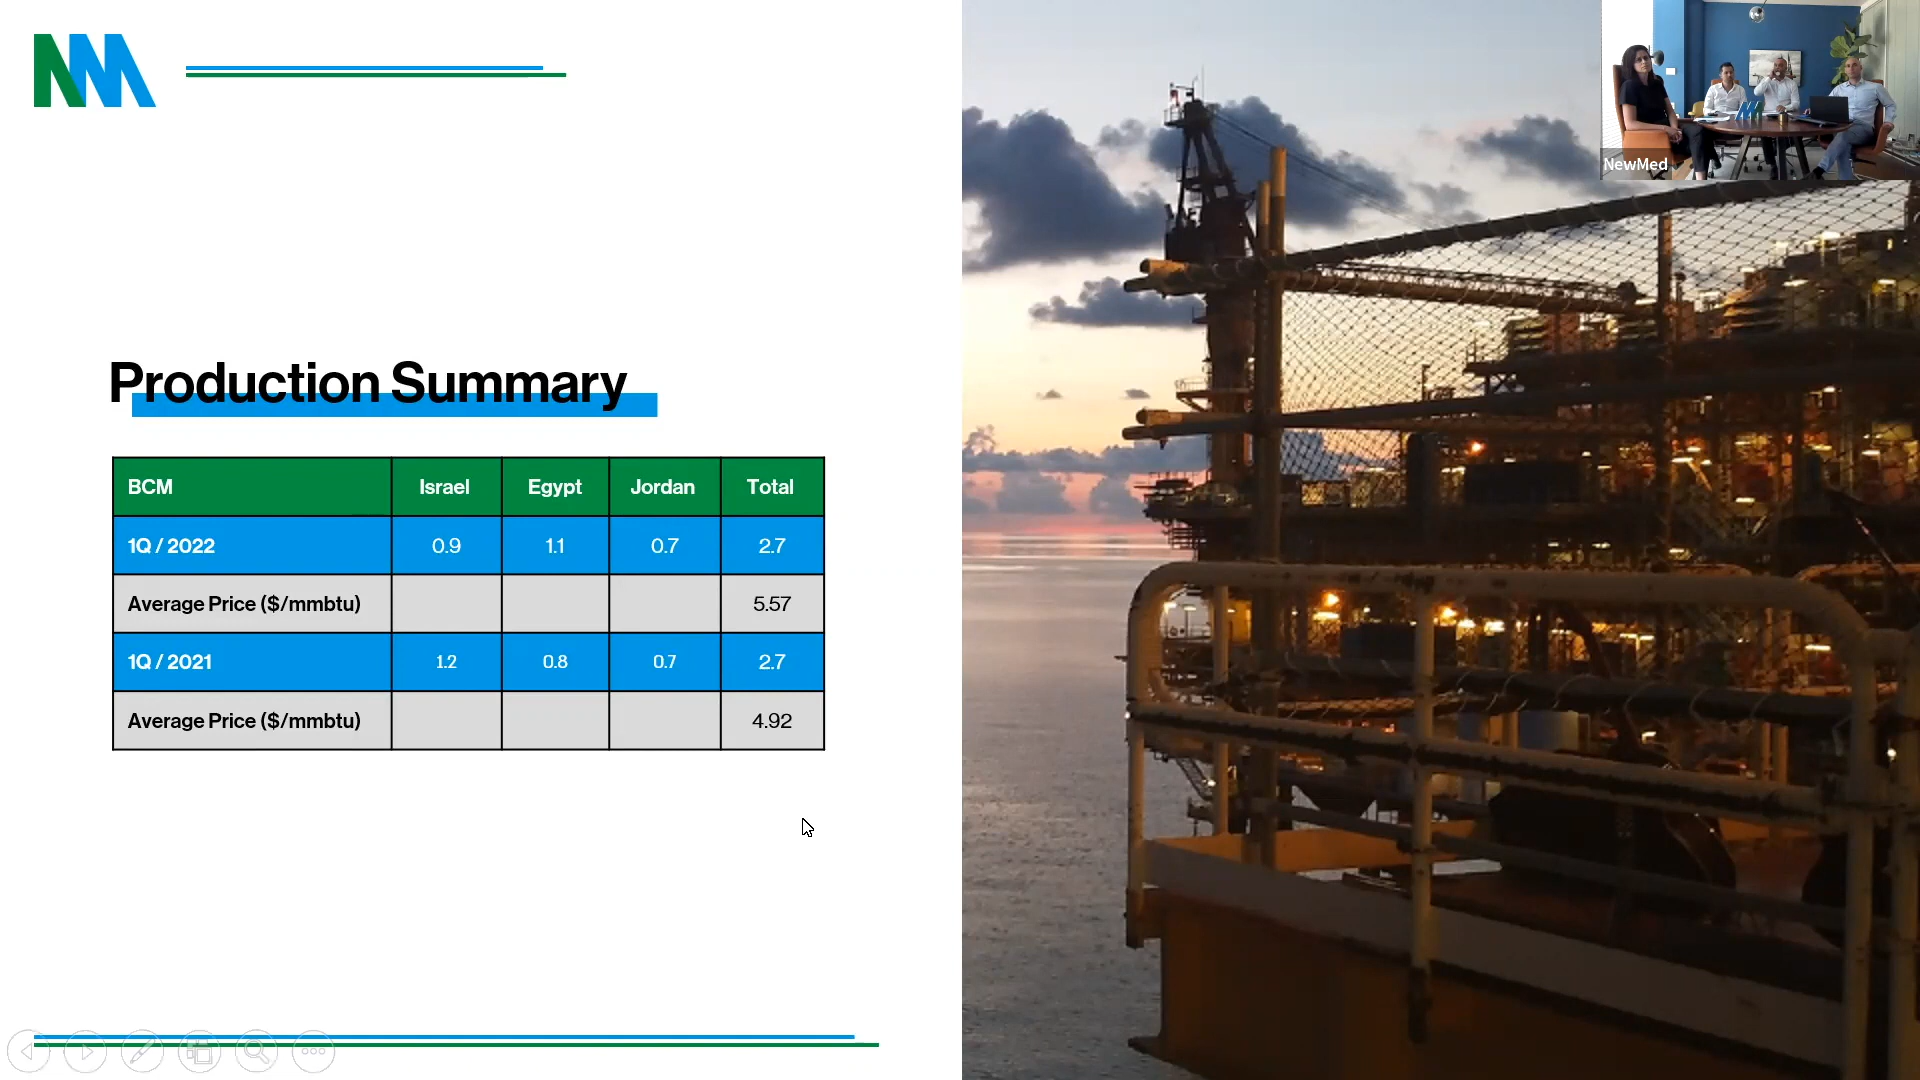 NM
NewMed
Production Summary
BCM Israel Egypt Jordan Total
1Q / 2022 0.9 1.1 0.7 2.7
Average Price ($/mmbtu) 5.57
1Q / 2021 1.2 0.8 0.7 2.7
Average Price ($/mmbtu) 4.92